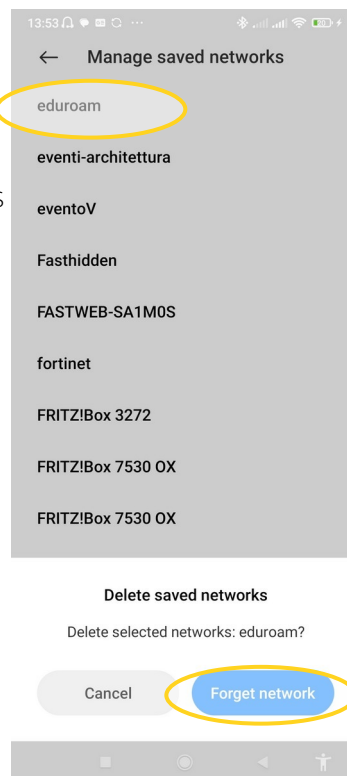 13:53
Manage saved networks
eduroam
eventi-architettura
eventoV
Fasthidden
FASTWEB-SA1M0S
fortinet
FRITZ!Box 3272
FRITZ!Box 7530 OX
FRITZ!Box 7530 OX
Delete saved networks
Delete selected networks: eduroam?
Cancel
Forget network